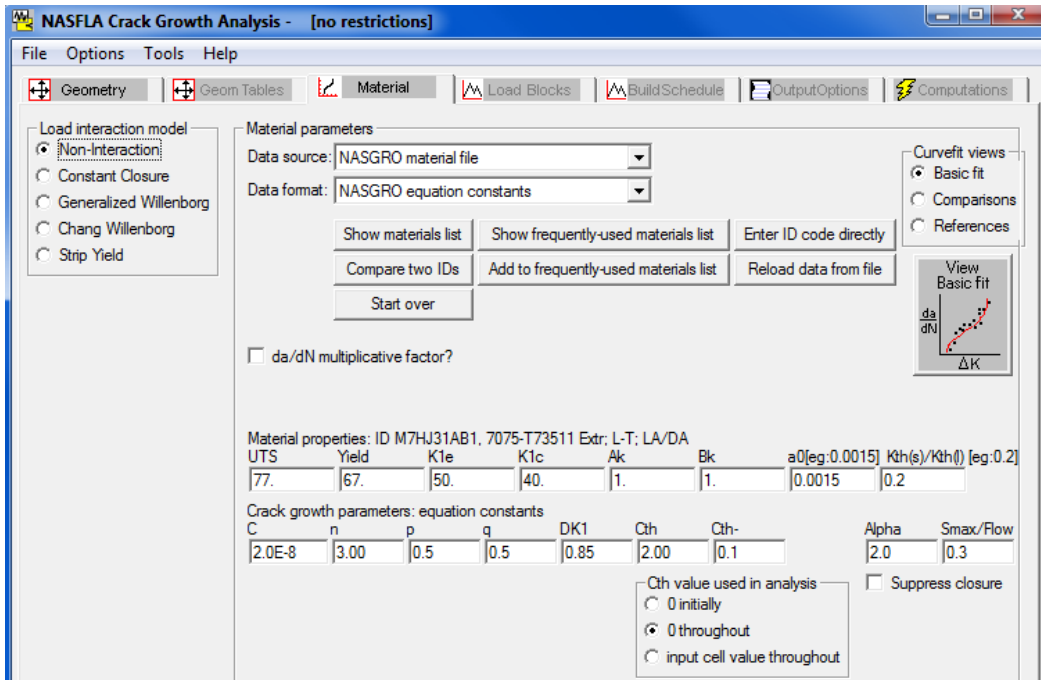 NASFLA Crack Growth Analysis - [no restrictions]
File Options Tools Help
Geometry Geom Tables Material Load Blocks BuildSchedule OutputOptions Computations
Load interaction model
Non-Interaction
Constant Closure
Generalized Willenborg
Chang Willenborg
Strip Yield
Material parameters
Data source: NASGRO material file
Data format: NASGRO equation constants
Show materials list Show frequently-used materials list Enter ID code directly
Compare two IDs Add to frequently-used materials list Reload data from file
Start over
Curvefit views
Basic fit
Comparisons
References
View
Basic fit
da
dN
ΔK
da/dN multiplicative factor?
Material properties: ID M7HJ31AB1, 7075-T73511 Extr; L-T; LA/DA
UTS Yield K1e K1c Ak Bk a0[eg:0.0015] Kth(s)/Kth(l) [eg:0.2]
77. 67. 50. 40. 1. 1. 0.0015 0.2
Crack growth parameters: equation constants
C n p q DK1 Cth Cth- Alpha Smax/Flow
2.0E-8 3.00 0.5 0.5 0.85 2.00 0.1 2.0 0.3
Cth value used in analysis
0 initially
0 throughout
input cell value throughout
Suppress closure